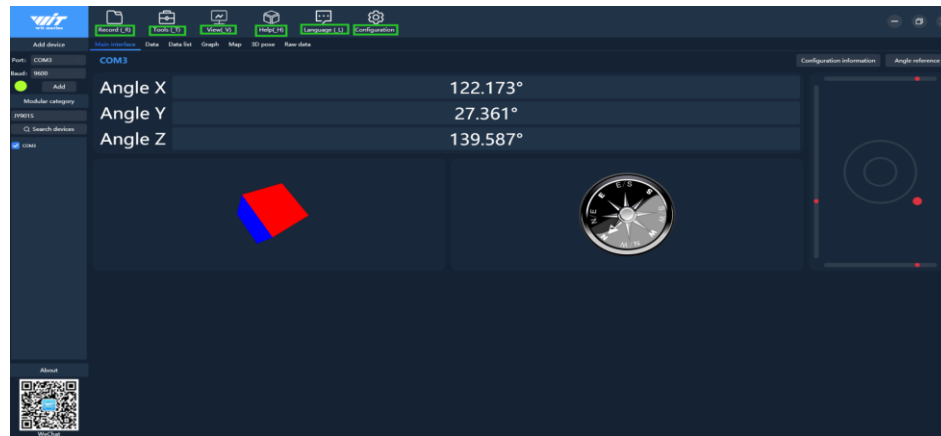 WIT
Record (_R) Tools (_T) View(_V) Help(_H) Language (_L) Configuration
Add device
Main interface Data Data list Graph Map 3D pose Raw data
Port: COM3
COM3
Configuration information Angle reference
Baud: 9600
Add
Angle X 122.173°
Modular category
Angle Y 27.361°
JY901S
Search devices
Angle Z 139.587°
COM3
About
WeChat